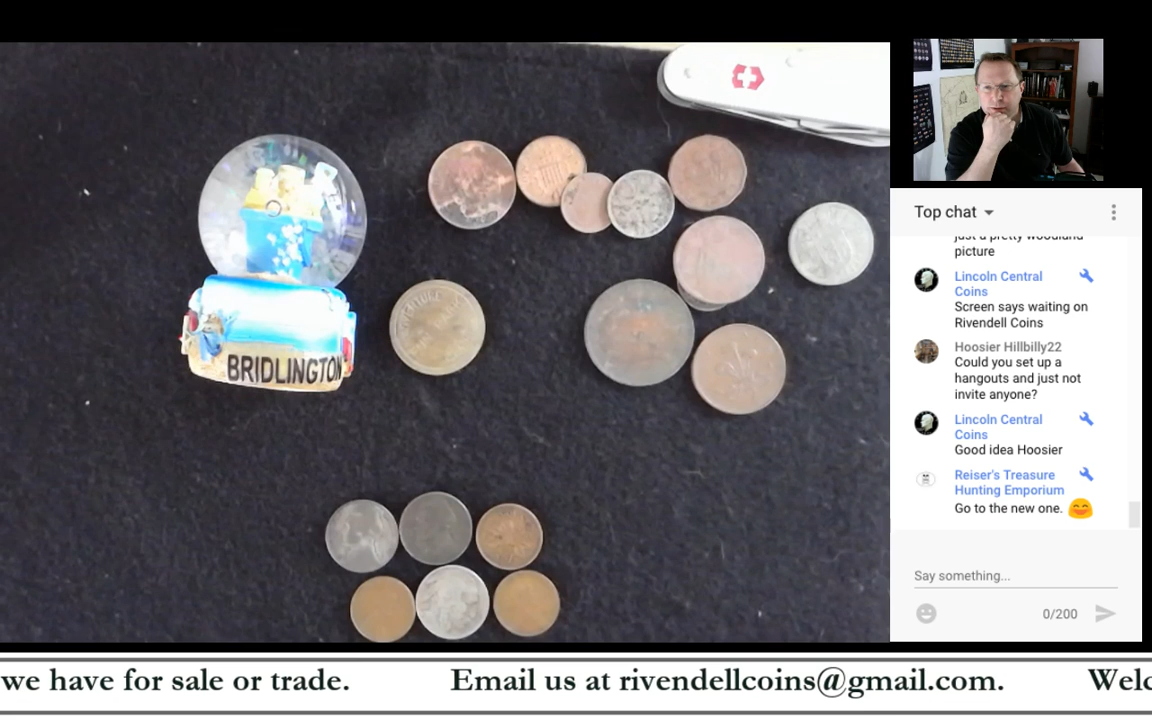 BRIDLINGTON
Top chat
just a pretty woodland
picture
Lincoln Central
Coins
Screen says waiting on
Rivendell Coins
Hoosier Hillbilly22
Could you set up a
hangouts and just not
invite anyone?
Lincoln Central
Coins
Good idea Hoosier
Reiser's Treasure
Hunting Emporium
Go to the new one.
Say something...
0/200
we have for sale or trade. Email us at rivendellcoins@gmail.com. Welc